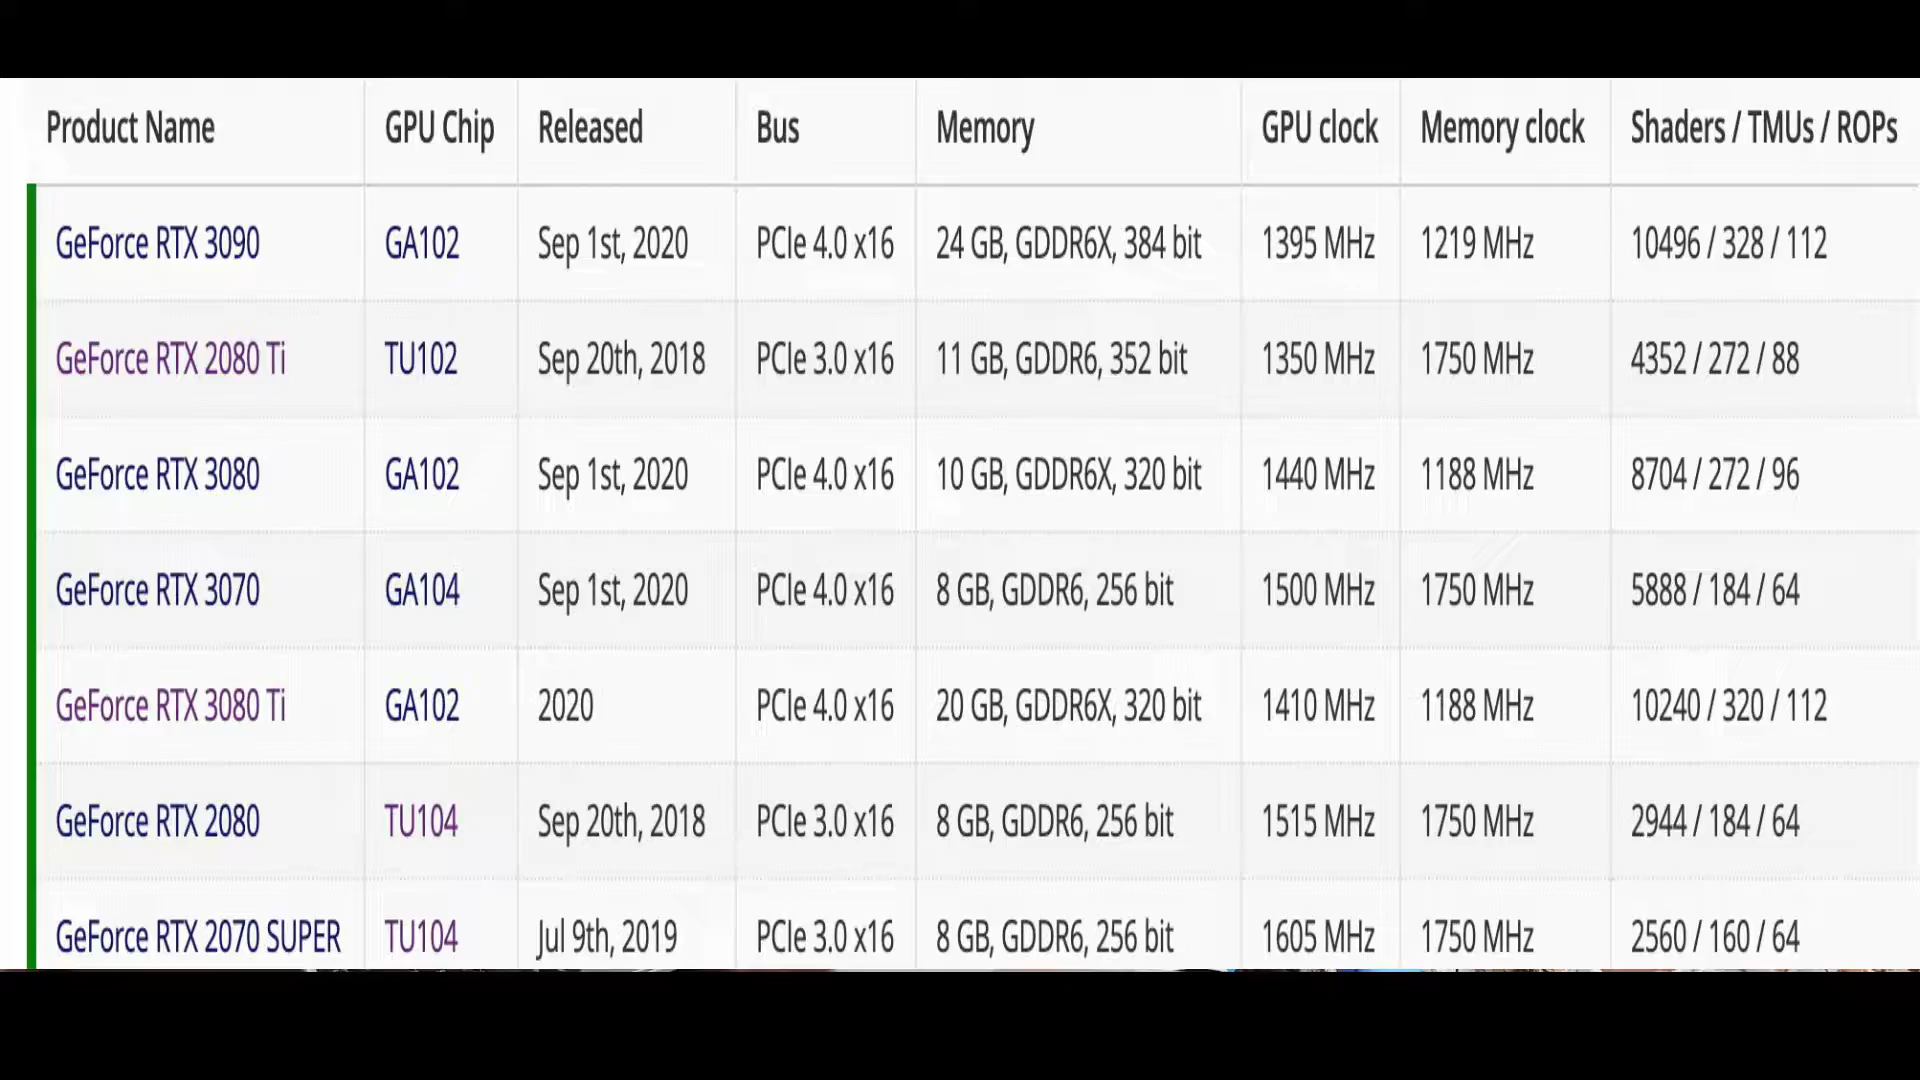 Product Name GPU Chip Released Bus Memory GPU clock Memory clock Shaders / TMUs / ROPs
GeForce RTX 3090 GA102 Sep 1st, 2020 PCIe 4.0 x16 24 GB, GDDR6X, 384 bit 1395 MHz 1219 MHz 10496 / 328 / 112
GeForce RTX 2080 Ti TU102 Sep 20th, 2018 PCIe 3.0 x16 11 GB, GDDR6, 352 bit 1350 MHz 1750 MHz 4352 / 272 / 88
GeForce RTX 3080 GA102 Sep 1st, 2020 PCIe 4.0 x16 10 GB, GDDR6X, 320 bit 1440 MHz 1188 MHz 8704 / 272 / 96
GeForce RTX 3070 GA104 Sep 1st, 2020 PCIe 4.0 x16 8 GB, GDDR6, 256 bit 1500 MHz 1750 MHz 5888 / 184 / 64
GeForce RTX 3080 Ti GA102 2020 PCIe 4.0 x16 20 GB, GDDR6X, 320 bit 1410 MHz 1188 MHz 10240 / 320 / 112
GeForce RTX 2080 TU104 Sep 20th, 2018 PCIe 3.0 x16 8 GB, GDDR6, 256 bit 1515 MHz 1750 MHz 2944 / 184 / 64
GeForce RTX 2070 SUPER TU104 Jul 9th, 2019 PCIe 3.0 x16 8 GB, GDDR6, 256 bit 1605 MHz 1750 MHz 2560 / 160 / 64